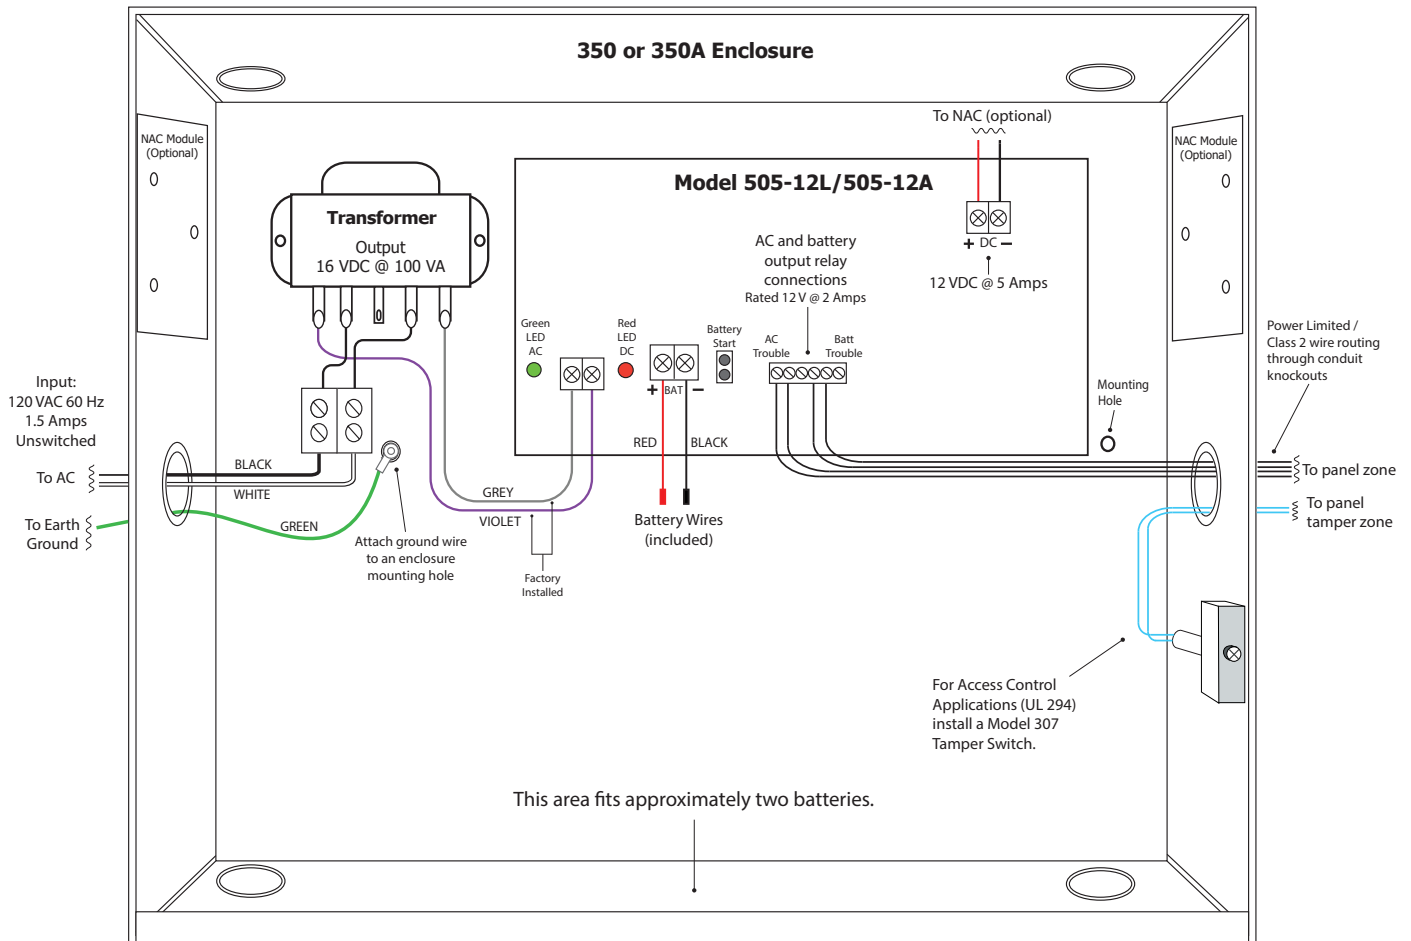 350 or 350A Enclosure
NAC Module
(Optional)
To NAC (optional)
NAC Module
(Optional)
Model 505-12L/505-12A
Transformer
Output
16 VDC @ 100 VA
+ DC –
12 VDC @ 5 Amps
AC and battery
output relay
connections
Rated 12 V @ 2 Amps
Green
LED
AC
Red
LED
DC
Battery
Start
AC
Trouble
Batt
Trouble
+ BAT –
RED
BLACK
Mounting
Hole
Power Limited /
Class 2 wire routing
through conduit
knockouts
Input:
120 VAC 60 Hz
1.5 Amps
Unswitched
To AC
BLACK
WHITE
To Earth
Ground
GREEN
Attach ground wire
to an enclosure
mounting hole
GREY
VIOLET
Factory
Installed
Battery Wires
(included)
To panel zone
To panel
tamper zone
For Access Control
Applications (UL 294)
install a Model 307
Tamper Switch.
This area fits approximately two batteries.